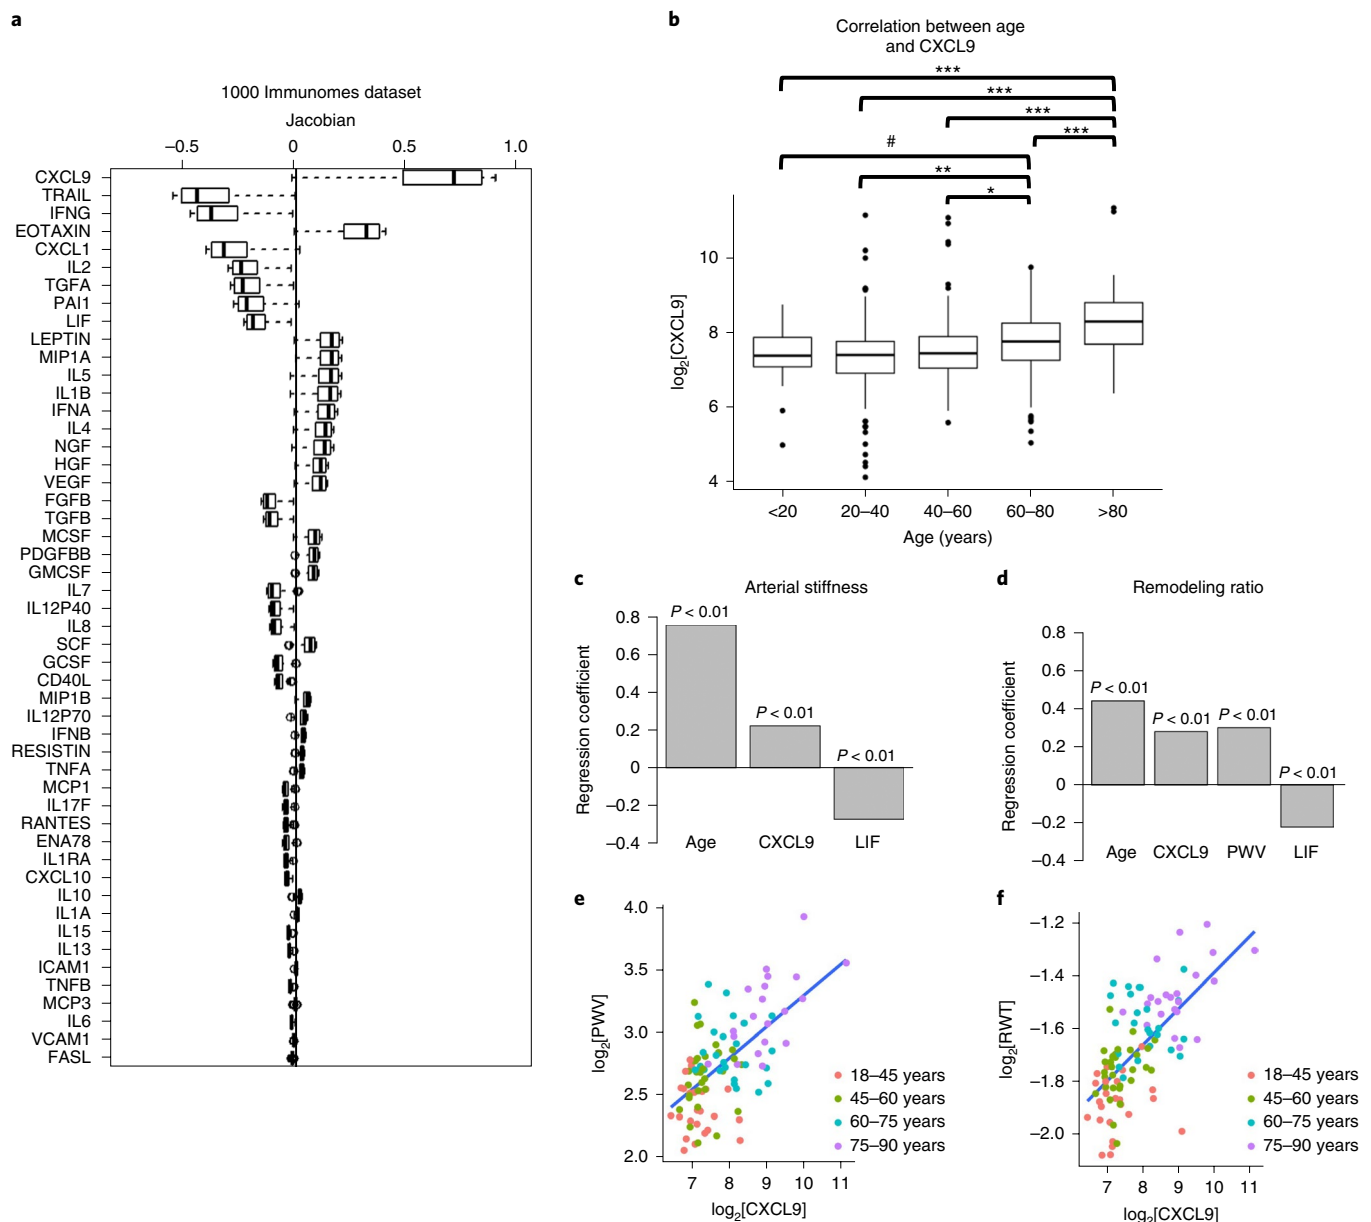 a
1000 Immunomes dataset
Jacobian
−0.5 0 0.5 1.0
CXCL9
TRAIL
IFNG
EOTAXIN
CXCL1
IL2
TGFA
PAI1
LIF
LEPTIN
MIP1A
IL5
IL1B
IFNA
IL4
NGF
HGF
VEGF
FGFB
TGFB
MCSF
PDGFBB
GMCSF
IL7
IL12P40
IL8
SCF
GCSF
CD40L
MIP1B
IL12P70
IFNB
RESISTIN
TNFA
MCP1
IL17F
RANTES
ENA78
IL1RA
CXCL10
IL10
IL1A
IL15
IL13
ICAM1
TNFB
MCP3
IL6
VCAM1
FASL
b
Correlation between age
and CXCL9
***
***
***
***
#
**
*
log2[CXCL9]
10
8
6
4
<20 20–40 40–60 60–80 >80
Age (years)
c
Arterial stiffness
Regression coefficient
0.8
0.6
0.4
0.2
0
−0.2
−0.4
P < 0.01
P < 0.01
P < 0.01
Age CXCL9 LIF
d
Remodeling ratio
Regression coefficient
0.8
0.6
0.4
0.2
0
−0.2
−0.4
P < 0.01
P < 0.01
P < 0.01
P < 0.01
Age CXCL9 PWV LIF
e
log2[PWV]
4.0
3.5
3.0
2.5
2.0
18–45 years
45–60 years
60–75 years
75–90 years
7 8 9 10 11
log2[CXCL9]
f
log2[RWT]
−1.2
−1.4
−1.6
−1.8
−2.0
18–45 years
45–60 years
60–75 years
75–90 years
7 8 9 10 11
log2[CXCL9]